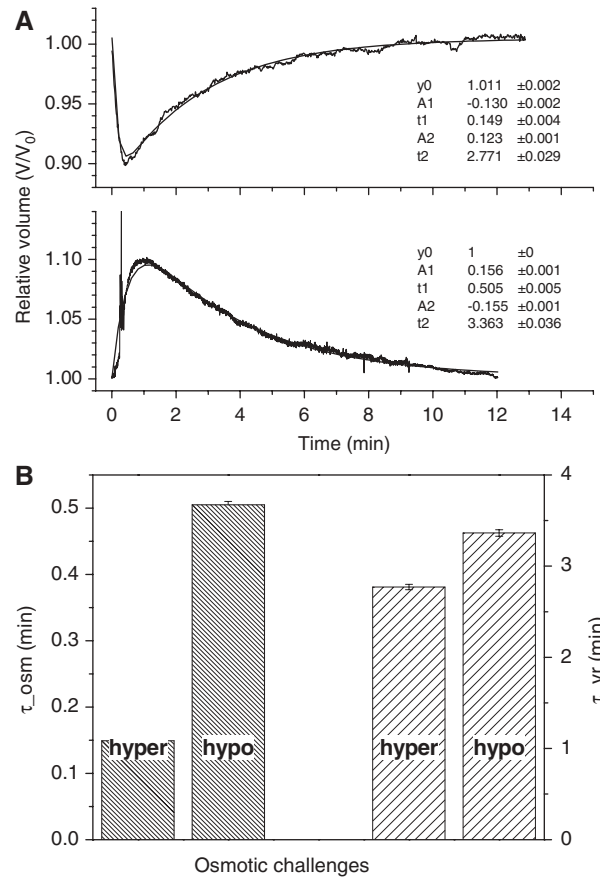 A
1.00
0.95
0.90
y0 1.011 ±0.002
A1 -0.130 ±0.002
t1 0.149 ±0.004
A2 0.123 ±0.001
t2 2.771 ±0.029
Relative volume (V/V0)
1.10
1.05
1.00
y0 1 ±0
A1 0.156 ±0.001
t1 0.505 ±0.005
A2 -0.155 ±0.001
t2 3.363 ±0.036
0 2 4 6 8 10 12 14
Time (min)
B
0.5
0.4
0.3
0.2
0.1
0.0
τ_osm (min)
hyper hypo hyper hypo
4
3
2
1
0
τ_vr (min)
Osmotic challenges